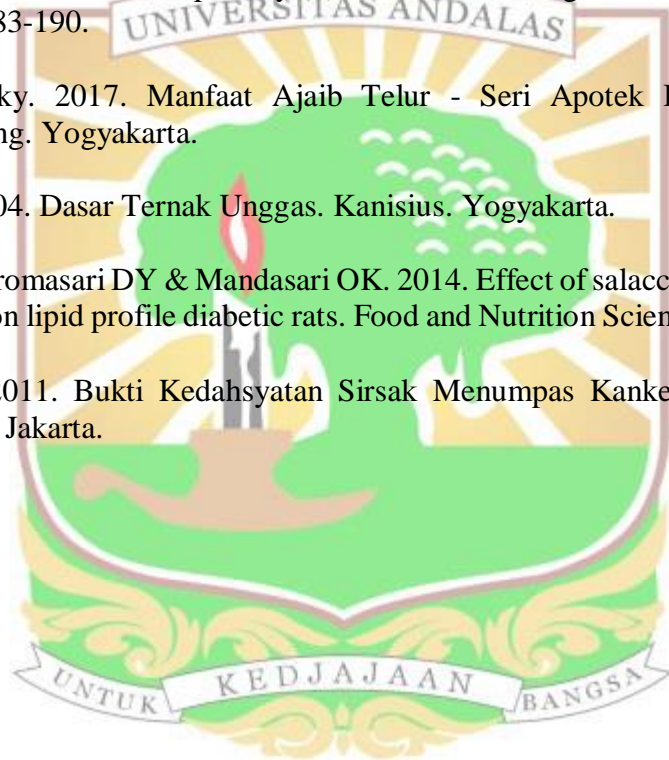 83-190.
UNIVERSITAS ANDALAS
ky. 2017. Manfaat Ajaib Telur - Seri Apotek
ng. Yogyakarta.
04. Dasar Ternak Unggas. Kanisius. Yogyakarta.
romasari DY & Mandasari OK. 2014. Effect of salacc
on lipid profile diabetic rats. Food and Nutrition Scien
2011. Bukti Kedahsyatan Sirsak Menumpas Kanke
Jakarta.
UNTUK KEDJAJAAN BANGSA